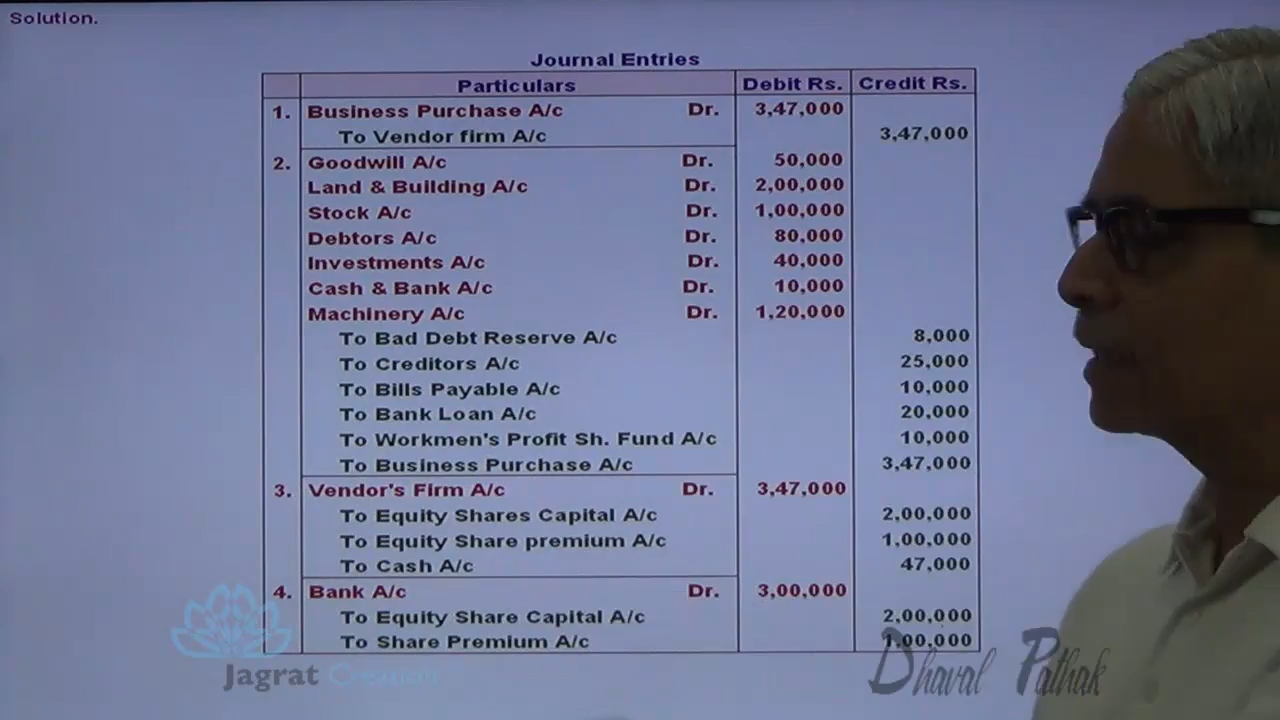 Solution.
Journal Entries
Particulars Debit Rs. Credit Rs.
1. Business Purchase A/c Dr. 3,47,000
To Vendor firm A/c 3,47,000
2. Goodwill A/c Dr. 50,000
Land & Building A/c Dr. 2,00,000
Stock A/c Dr. 1,00,000
Debtors A/c Dr. 80,000
Investments A/c Dr. 40,000
Cash & Bank A/c Dr. 10,000
Machinery A/c Dr. 1,20,000
To Bad Debt Reserve A/c 8,000
To Creditors A/c 25,000
To Bills Payable A/c 10,000
To Bank Loan A/c 20,000
To Workmen's Profit Sh. Fund A/c 10,000
To Business Purchase A/c 3,47,000
3. Vendor's Firm A/c Dr. 3,47,000
To Equity Shares Capital A/c 2,00,000
To Equity Share premium A/c 1,00,000
To Cash A/c 47,000
4. Bank A/c Dr. 3,00,000
To Equity Share Capital A/c 2,00,000
To Share Premium A/c 1,00,000
Jagrat
Dhaval Pathak